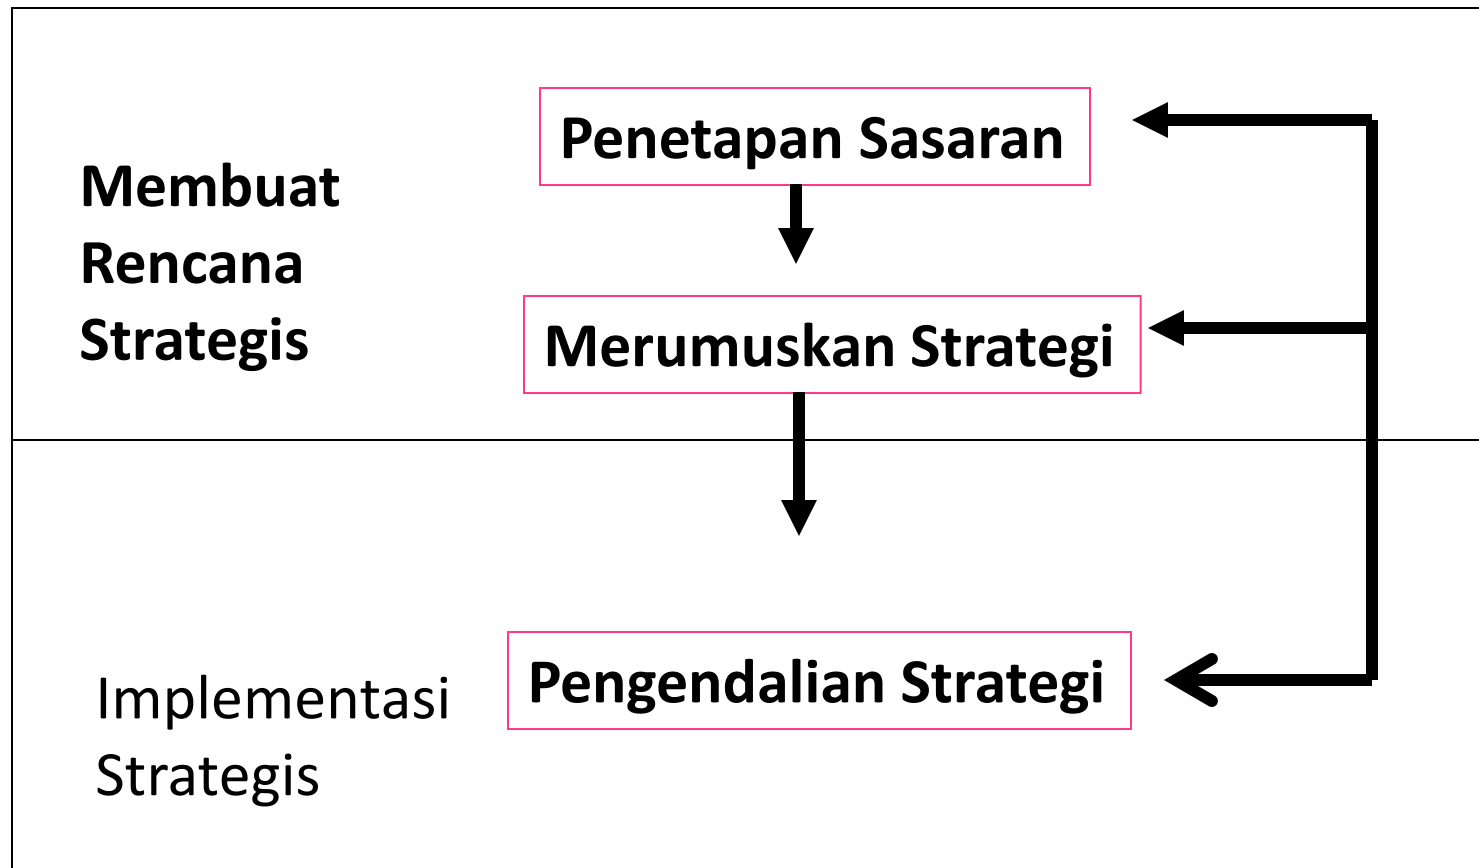 Penetapan Sasaran
Membuat
Rencana
Strategis
Merumuskan Strategi
Pengendalian Strategi
Implementasi
Strategis